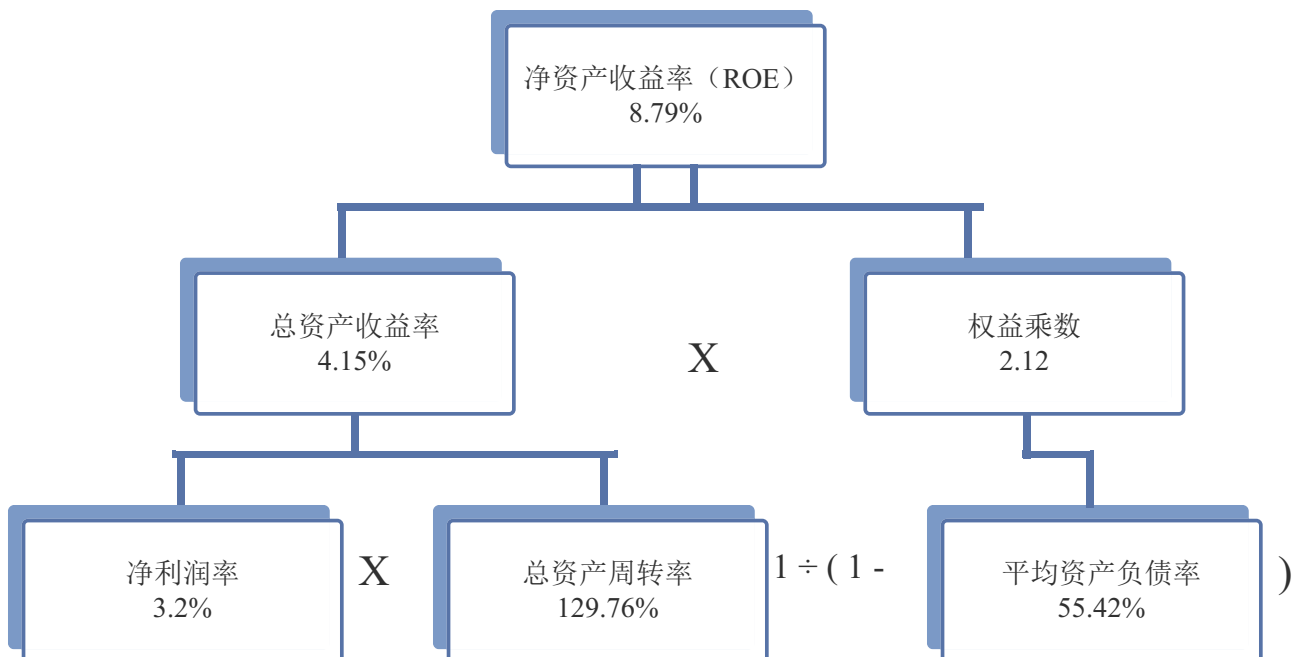 净资产收益率（ROE）
8.79%
总资产收益率
4.15%
X
权益乘数
2.12
净利润率
3.2%
X
总资产周转率
129.76%
1 ÷ ( 1 -
平均资产负债率
55.42%
)